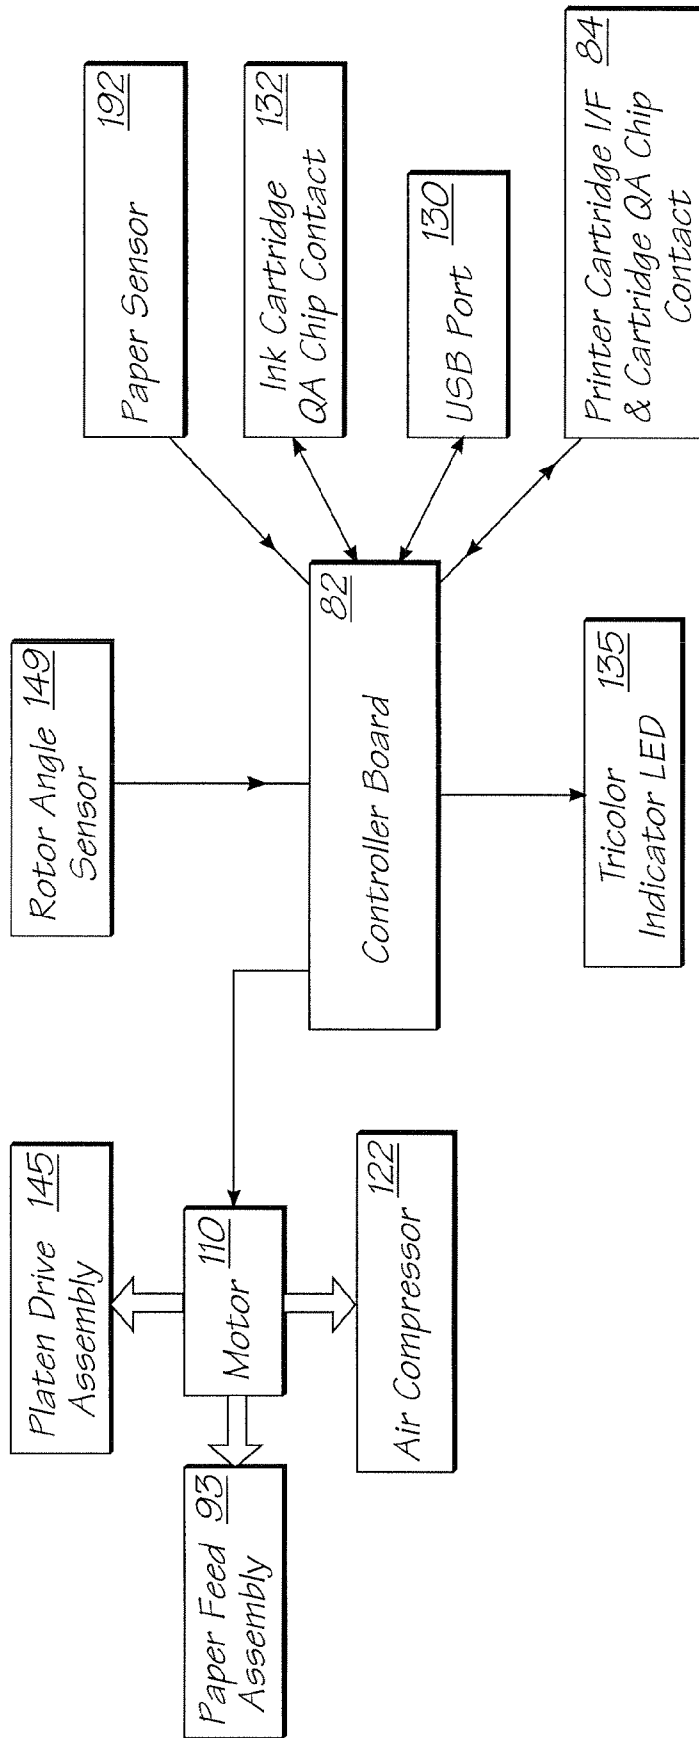 Paper Feed 93
Assembly
Platen Drive 145
Assembly
Motor 110
Air Compressor 122
Rotor Angle 149
Sensor
Controller Board 82
Tricolor 135
Indicator LED
Paper Sensor 192
Ink Cartridge 132
QA Chip Contact
USB Port 130
Printer Cartridge I/F 84
& Cartridge QA Chip
Contact